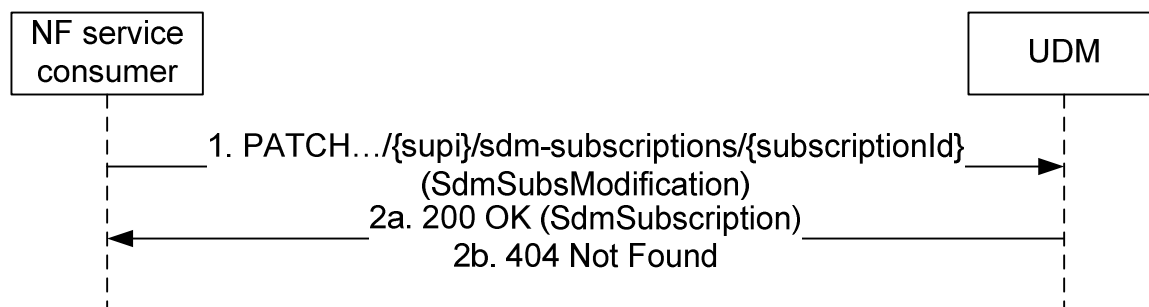 NF service
consumer
UDM
1. PATCH…/{supi}/sdm-subscriptions/{subscriptionId}
(SdmSubsModification)
2a. 200 OK (SdmSubscription)
2b. 404 Not Found